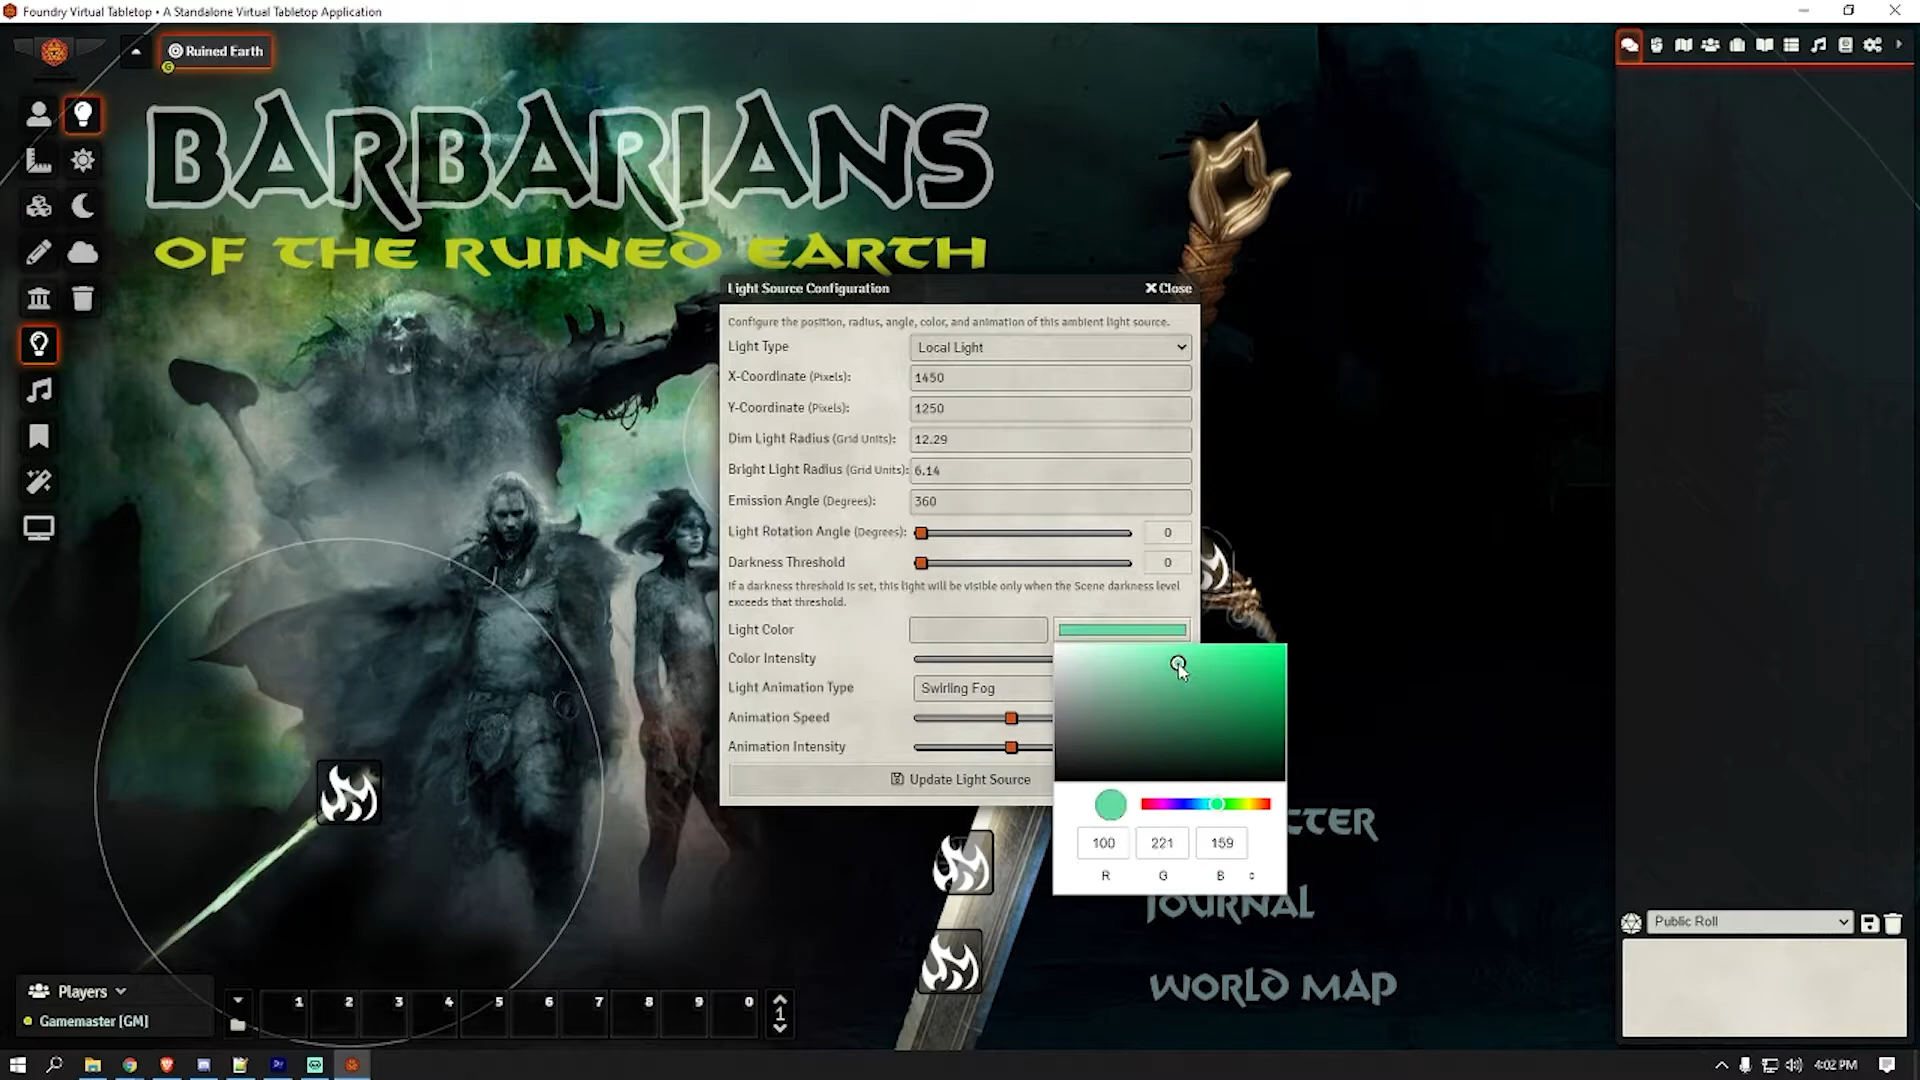 Foundry Virtual Tabletop • A Standalone Virtual Tabletop Application
Ruined Earth
G
BARBARIANS
OF THE RUINED EARTH
Light Source Configuration
Close
Configure the position, radius, angle, color, and animation of this ambient light source.
Light Type
Local Light
X-Coordinate (Pixels):
1450
Y-Coordinate (Pixels):
1250
Dim Light Radius (Grid Units):
12.29
Bright Light Radius (Grid Units):
6.14
Emission Angle (Degrees):
360
Light Rotation Angle (Degrees):
0
Darkness Threshold
0
If a darkness threshold is set, this light will be visible only when the Scene darkness level
exceeds that threshold.
Light Color
Color Intensity
Light Animation Type
Swirling Fog
Animation Speed
Animation Intensity
Update Light Source
100 221 159
R G B
JOURNAL
WORLD MAP
Public Roll
Players
Gamemaster [GM]
1 2 3 4 5 6 7 8 9 0
1
4:02 PM